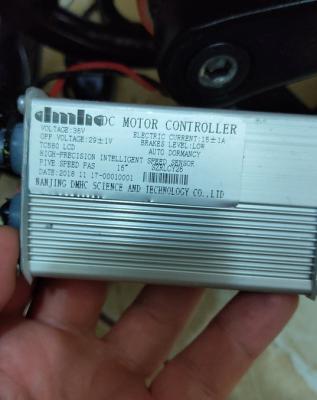 dmhc DC MOTOR CONTROLLER
VOLTAGE:36V ELECTRIC CURRENT:15±1A
OFF VOLTAGE:29±1V BRAKES LEVEL:LOW
TC580 LCD AUTO DORMANCY
HIGH-PRECISION INTELLIGENT SPEED SENSOR
FIVE SPEED PAS 16"
DATE:2018 11 17-00010001
NANJING DMHC SCIENCE AND TECHNOLOGY CO.,LTD